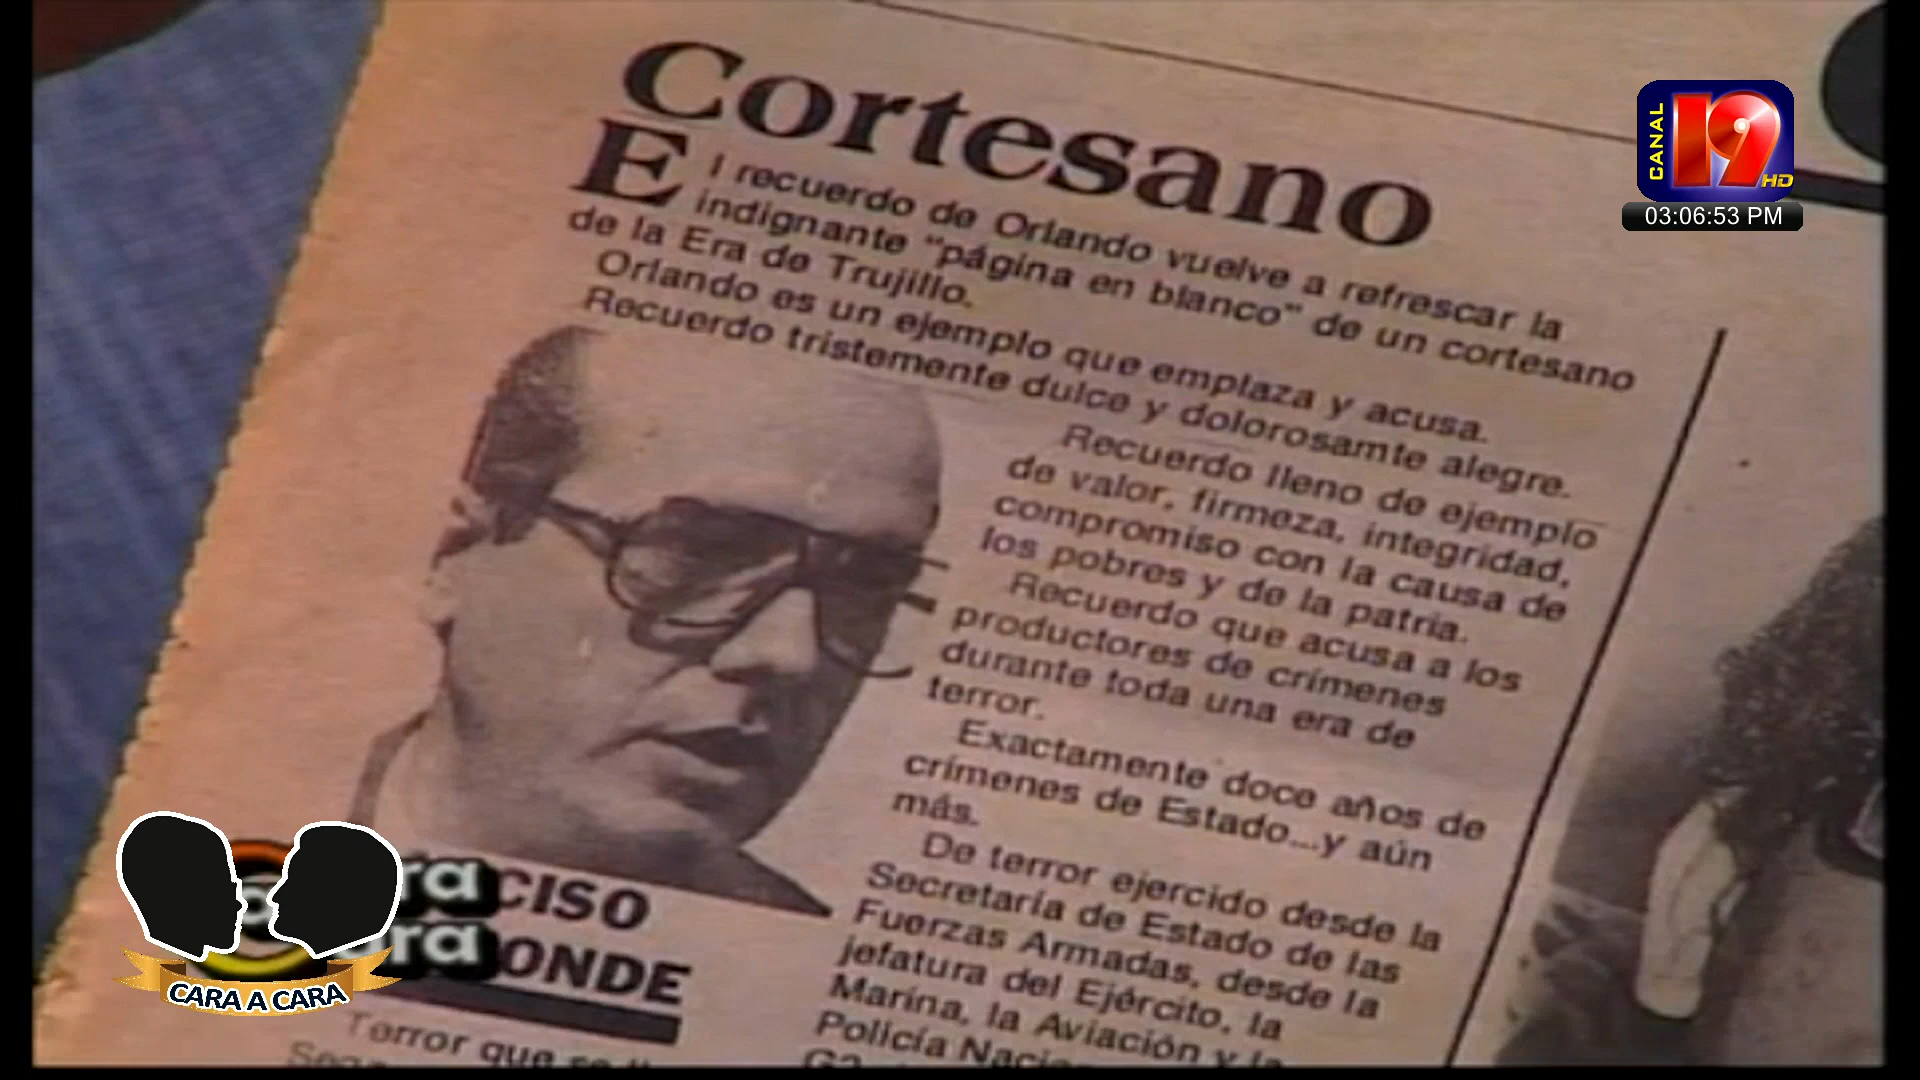 Cortesano
El recuerdo de Orlando vuelve a refrescar la
indignante "página en blanco" de un cortesano
de la Era de Trujillo.
Orlando es un ejemplo que emplaza y acusa.
Recuerdo tristemente dulce y dolorosamte alegre.
Recuerdo lleno de ejemplo
de valor, firmeza, integridad,
compromiso con la causa de
los pobres y de la patria.
Recuerdo que acusa a los
productores de crímenes
durante toda una era de
terror.
Exactamente doce años de
crímenes de Estado...y aún
más.
De terror ejercido desde la
Secretaría de Estado de las
Fuerzas Armadas, desde la
jefatura del Ejército, la
Marina, la Aviación y la
Policía
CISO
ONDE
Terror que
CANAL
19
HD
03:06:53 PM
ra
ara
CARA A CARA